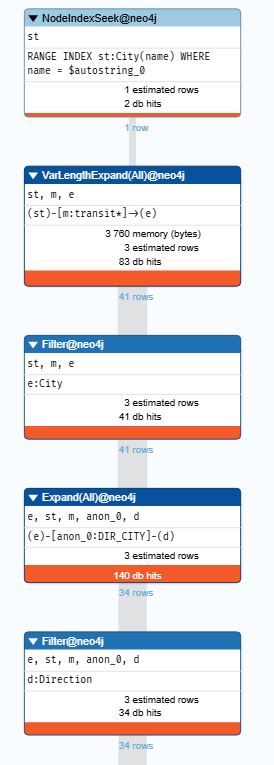 NodeIndexSeek@neo4j
st
RANGE INDEX st:City(name) WHERE
name = $autostring_0
1 estimated rows
2 db hits
1 row
VarLengthExpand(All)@neo4j
st, m, e
(st)-[m:transit*]->(e)
3 760 memory (bytes)
3 estimated rows
83 db hits
41 rows
Filter@neo4j
st, m, e
e:City
3 estimated rows
41 db hits
41 rows
Expand(All)@neo4j
e, st, m, anon_0, d
(e)-[anon_0:DIR_CITY]-(d)
3 estimated rows
140 db hits
34 rows
Filter@neo4j
e, st, m, anon_0, d
d:Direction
3 estimated rows
34 db hits
34 rows